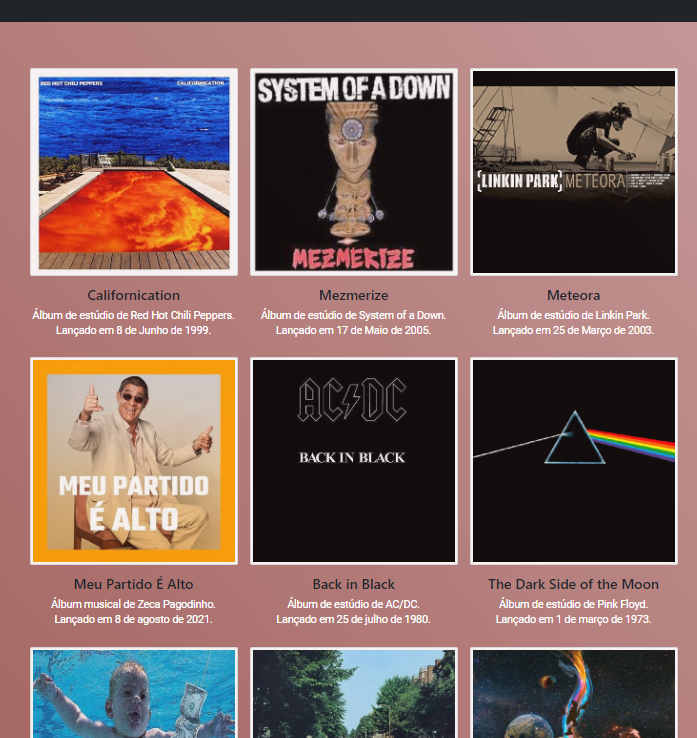 RED HOT CHILI PEPPERS CALIFORNICATION
SYSTEM OF A DOWN
MEZMERIZE
[LINKIN PARK] METEORA
Californication
Álbum de estúdio de Red Hot Chili Peppers.
Lançado em 8 de Junho de 1999.
Mezmerize
Álbum de estúdio de System of a Down.
Lançado em 17 de Maio de 2005.
Meteora
Álbum de estúdio de Linkin Park.
Lançado em 25 de Março de 2003.
MEU PARTIDO
É ALTO
AC/DC
BACK IN BLACK
Meu Partido É Alto
Álbum musical de Zeca Pagodinho.
Lançado em 8 de agosto de 2021.
Back in Black
Álbum de estúdio de AC/DC.
Lançado em 25 de julho de 1980.
The Dark Side of the Moon
Álbum de estúdio de Pink Floyd.
Lançado em 1 de março de 1973.